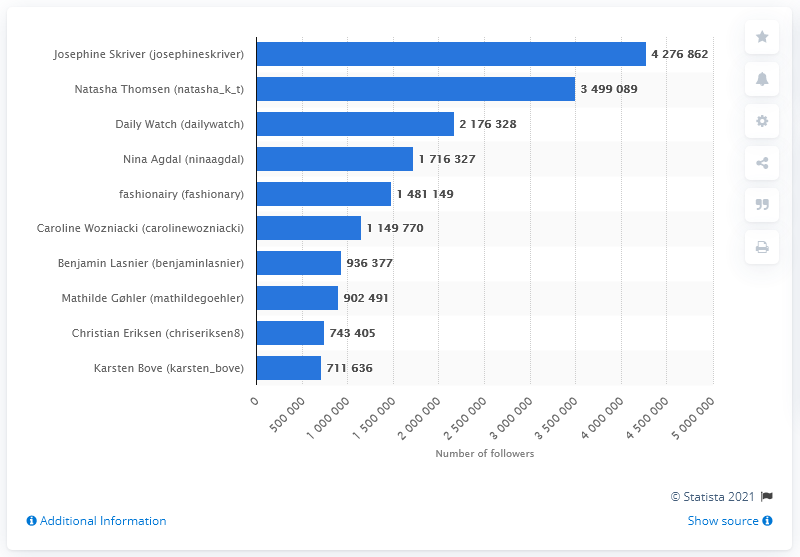 Josephine Skriver (josephineskriver) 4 276 862
Natasha Thomsen (natasha_k_t) 3 499 089
Daily Watch (dailywatch) 2 176 328
Nina Agdal (ninaagdal) 1 716 327
fashionairy (fashionary) 1 481 149
Caroline Wozniacki (carolinewozniacki) 1 149 770
Benjamin Lasnier (benjaminlasnier) 936 377
Mathilde Gøhler (mathildegoehler) 902 491
Christian Eriksen (chriseriksen8) 743 405
Karsten Bove (karsten_bove) 711 636
0 500 000 1 000 000 1 500 000 2 000 000 2 500 000 3 000 000 3 500 000 4 000 000 4 500 000 5 000 000
Number of followers
© Statista 2021
Additional Information Show source